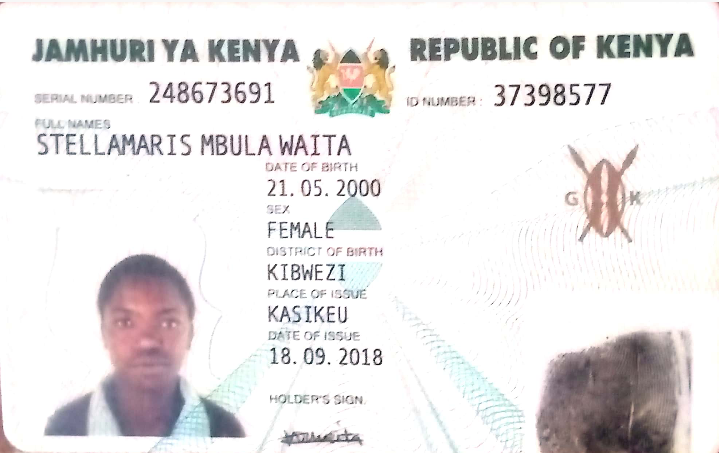 JAMHURI YA KENYA REPUBLIC OF KENYA
SERIAL NUMBER 248673691 ID NUMBER: 37398577
FULL NAMES
STELLAMARIS MBULA WAITA
DATE OF BIRTH
21. 05. 2000
SEX
FEMALE
G K
DISTRICT OF BIRTH
KIBWEZI
PLACE OF ISSUE
KASIKEU
DATE OF ISSUE
18. 09. 2018
HOLDER'S SIGN.